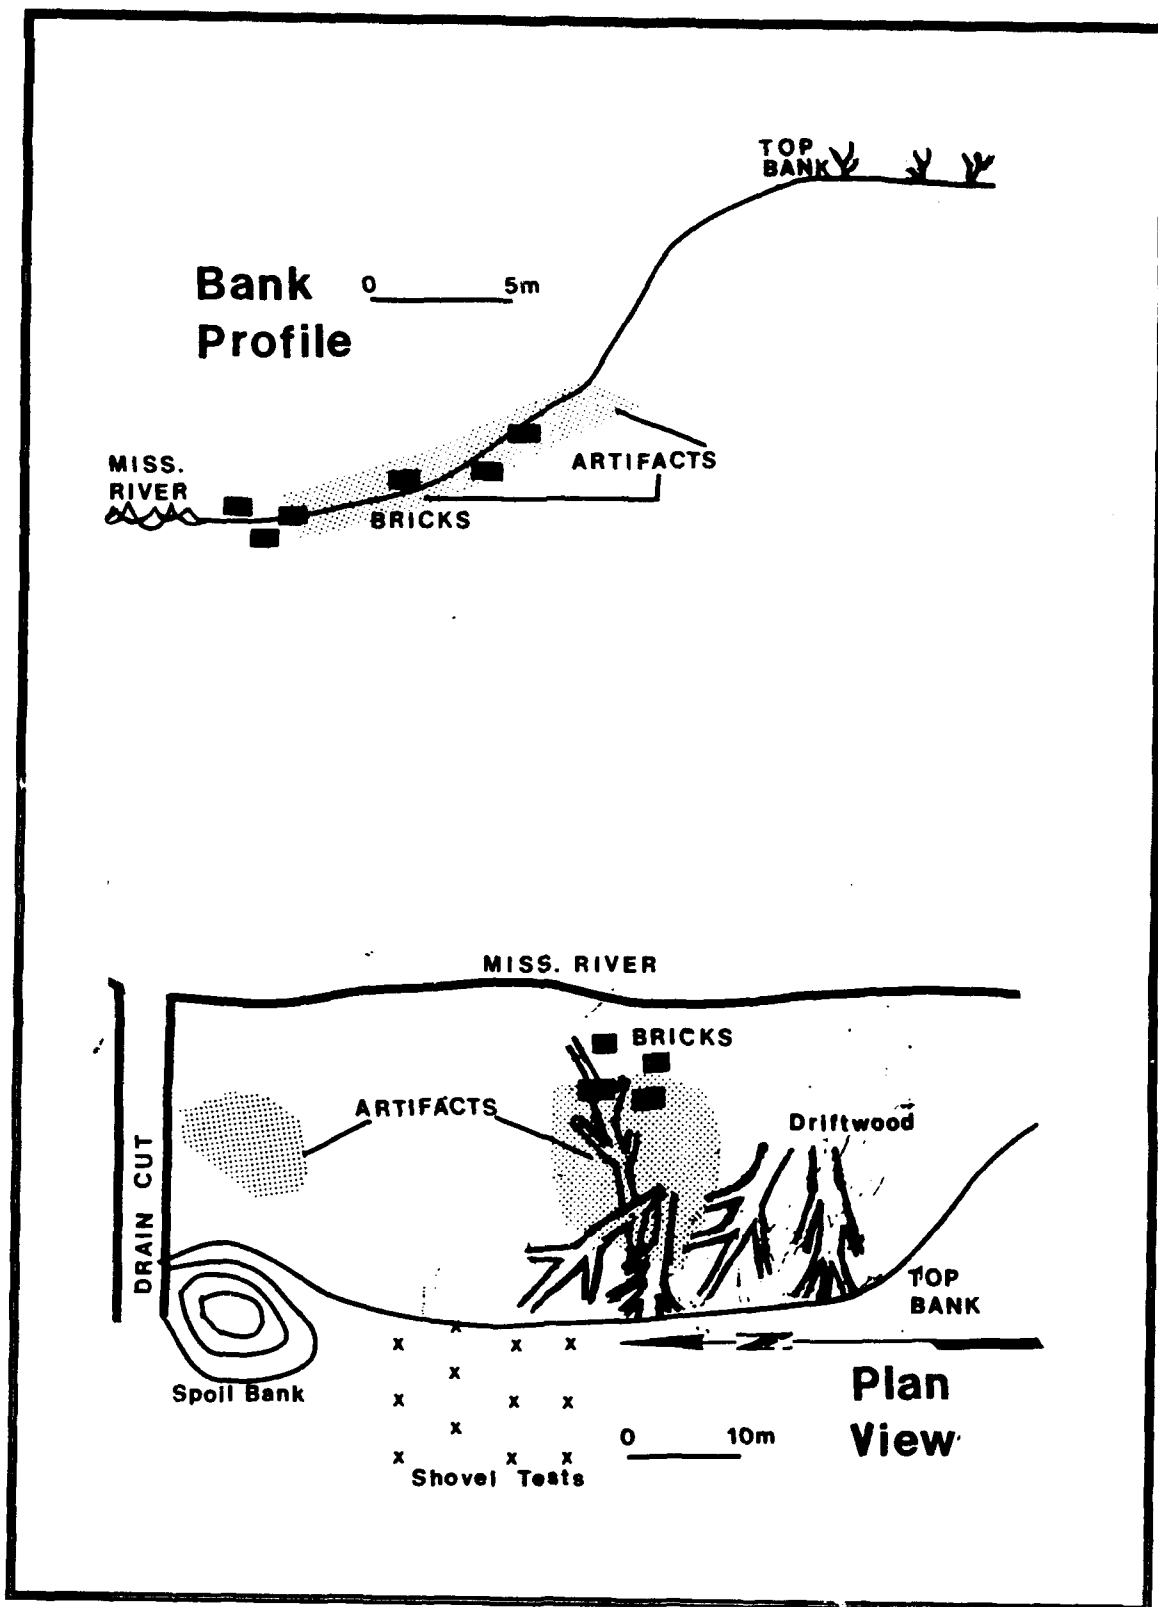 TOP
BANK
Bank
Profile
0 5m
MISS.
RIVER
ARTIFACTS
BRICKS
MISS. RIVER
BRICKS
ARTIFACTS
Driftwood
DRAIN CUT
TOP
BANK
Z
Spoil Bank
x x x x
x
x x x
x
x x x
Shovel Tests
0 10m
Plan
View